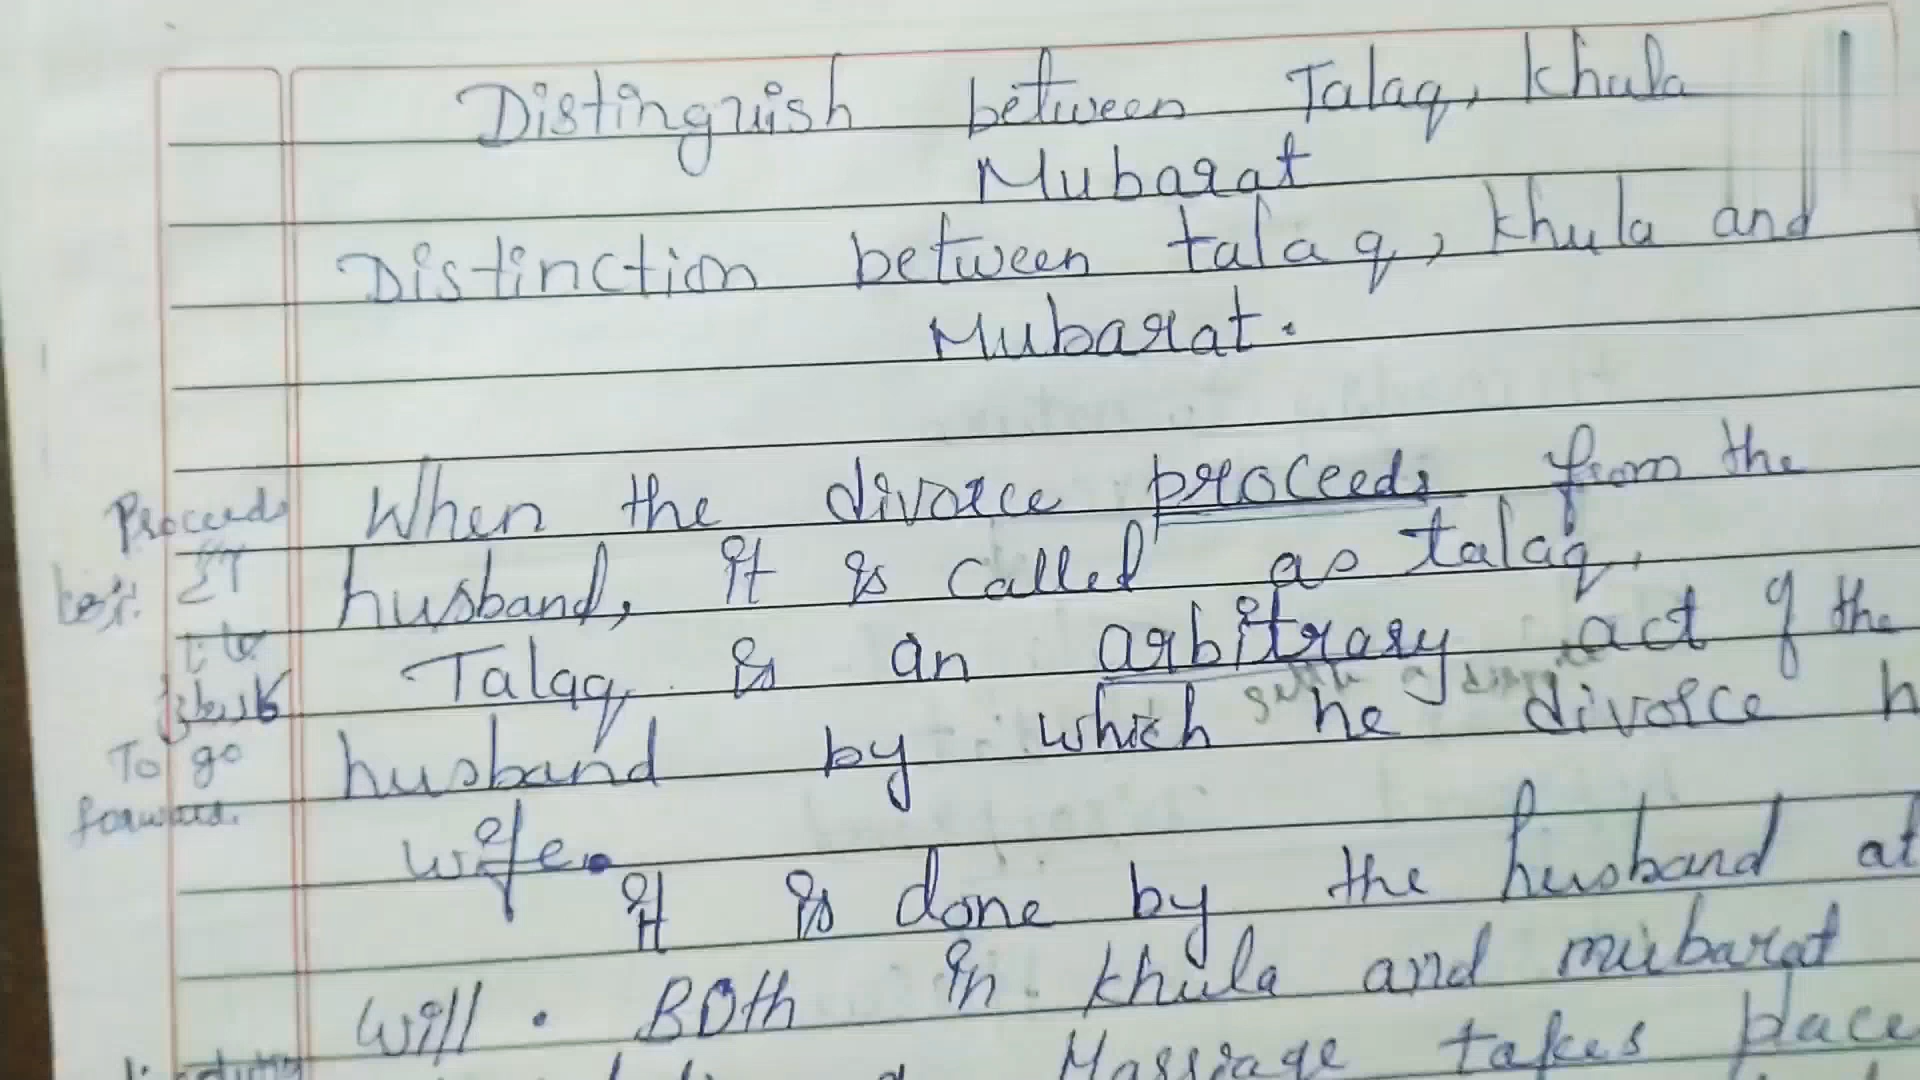 Distinguish between Talaq, Khula
Mubarat
Distinction between talaq, Khula and
Mubarat.
Proceeds
When the divorce proceeds from the
husband, it is called as talaq.
Talaq is an arbitrary act of the
husband by which he divorce
To go
forward.
wife.
It is done by the husband at
will. Both in khula and mubarat
Marriage takes place